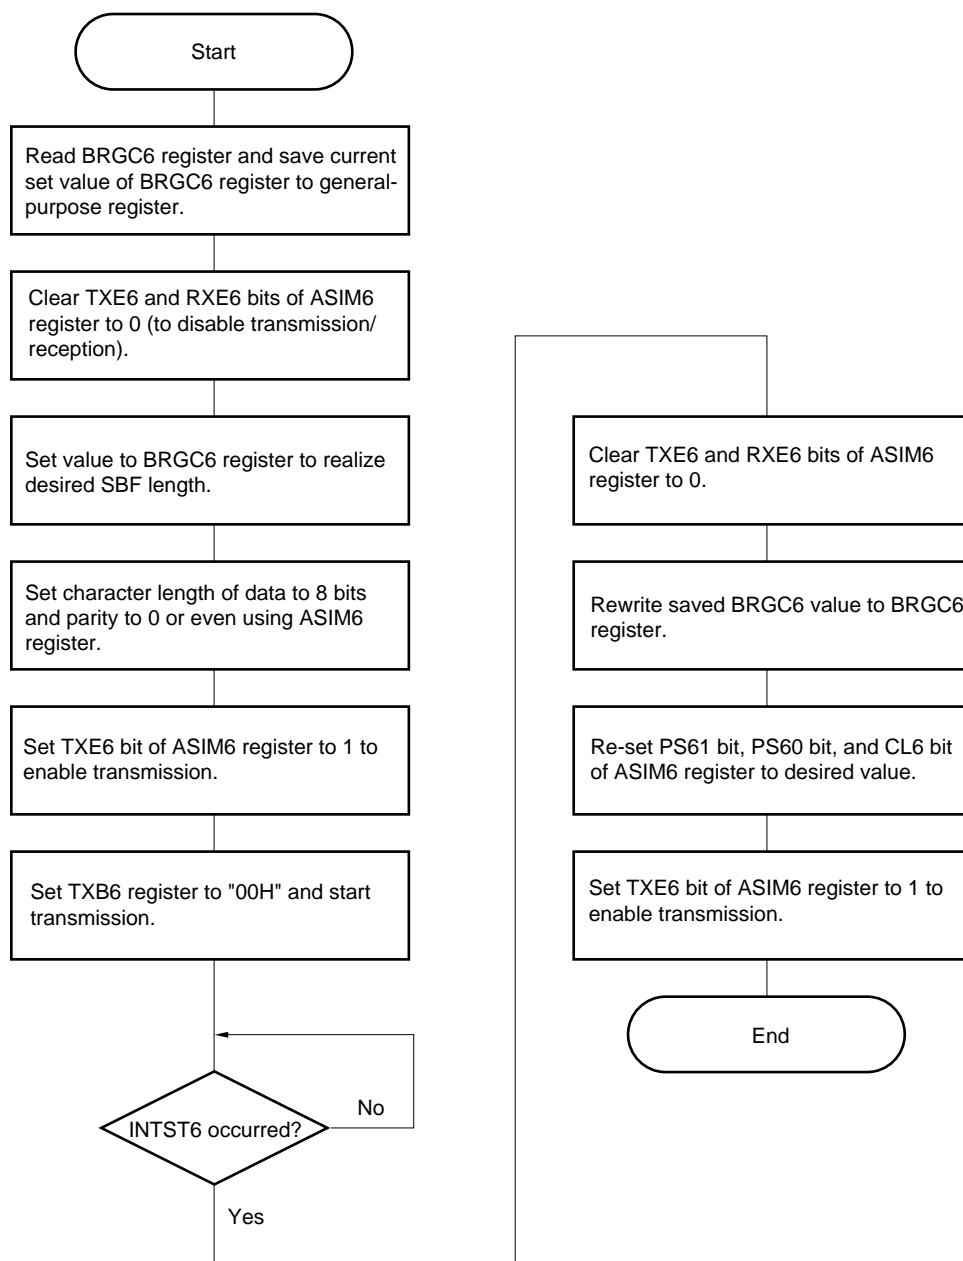 Start
Read BRGC6 register and save current
set value of BRGC6 register to general-
purpose register.
Clear TXE6 and RXE6 bits of ASIM6
register to 0 (to disable transmission/
reception).
Set value to BRGC6 register to realize
desired SBF length.
Set character length of data to 8 bits
and parity to 0 or even using ASIM6
register.
Set TXE6 bit of ASIM6 register to 1 to
enable transmission.
Set TXB6 register to "00H" and start
transmission.
INTST6 occurred?
No
Yes
Clear TXE6 and RXE6 bits of ASIM6
register to 0.
Rewrite saved BRGC6 value to BRGC6
register.
Re-set PS61 bit, PS60 bit, and CL6 bit
of ASIM6 register to desired value.
Set TXE6 bit of ASIM6 register to 1 to
enable transmission.
End